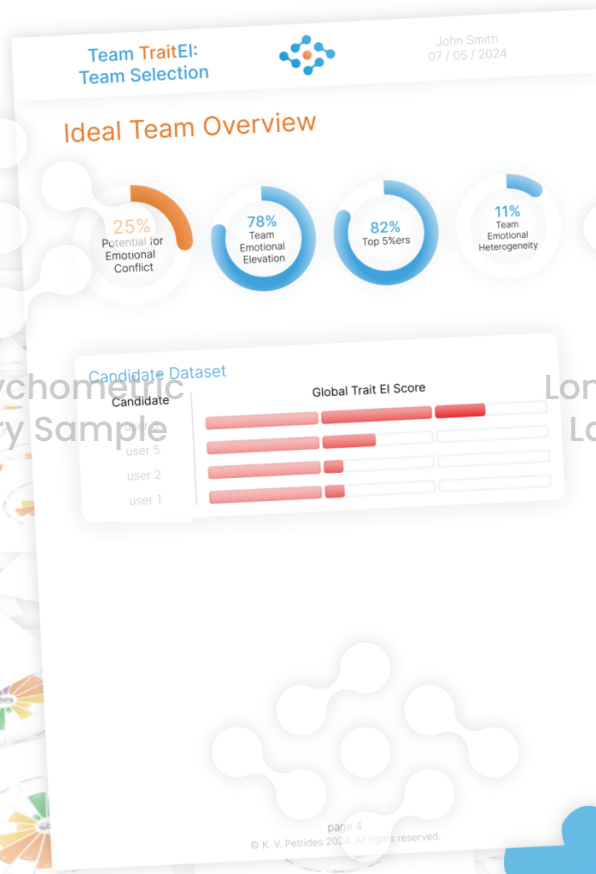 Team TraitEI:
Team Selection
John Smith
07 / 05 / 2024
Ideal Team Overview
25%
Potential for
Emotional
Conflict
78%
Team
Emotional
Elevation
82%
Top 5%ers
11%
Team
Emotional
Heterogeneity
Candidate Dataset
Candidate
Global Trait EI Score
user 5
user 2
user 1
ychometric
ry Sample
Lon
Lo
page 4
© K. V. Petrides 2024. All rights reserved.